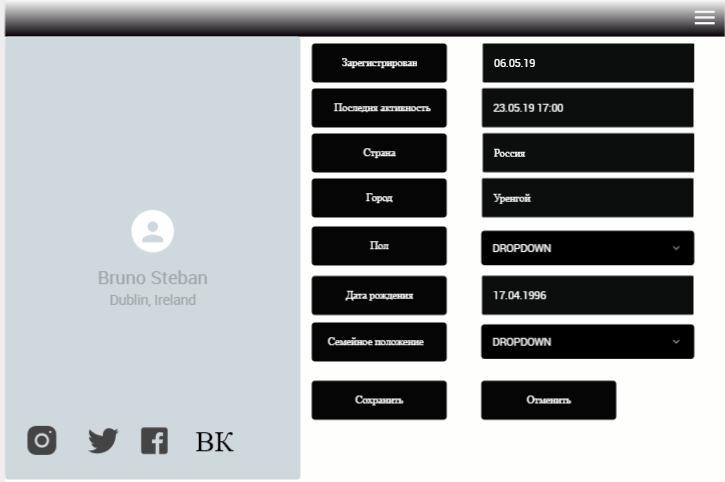 Зарегистрирован
06.05.19
Последня активность
23.05.19 17:00
Страна
Россия
Город
Уренгой
Пол
DROPDOWN
Дата рождения
17.04.1996
Семейное положение
DROPDOWN
Сохранить
Отменить
Bruno Steban
Dublin, Ireland
ВК